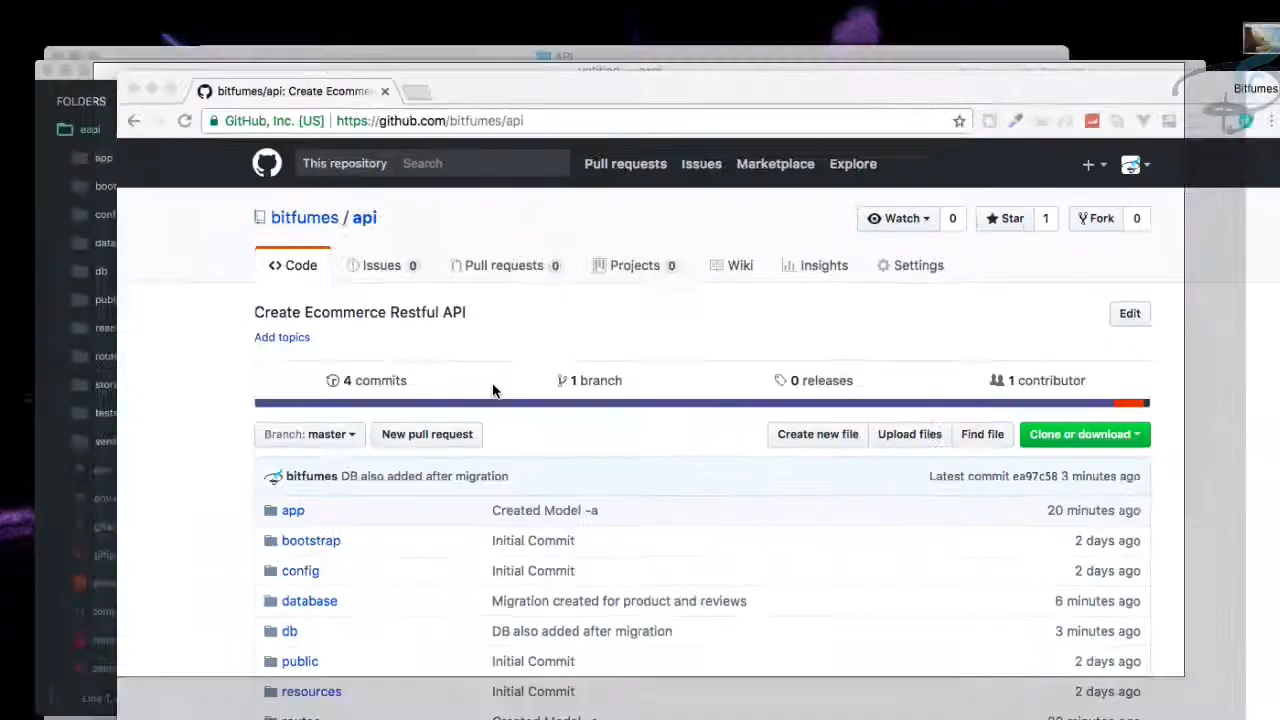 API
bitfumes/api: Create Ecomme
Bitfumes
GitHub, Inc. [US] | https://github.com/bitfumes/api
FOLDERS
eapi
app
This repository Search Pull requests Issues Marketplace Explore
bitfumes / api
Watch 0 Star 1 Fork 0
Code Issues 0 Pull requests 0 Projects 0 Wiki Insights Settings
Create Ecommerce Restful API Edit
Add topics
4 commits 1 branch 0 releases 1 contributor
Branch: master New pull request Create new file Upload files Find file Clone or download
bitfumes DB also added after migration Latest commit ea97c58 3 minutes ago
app Created Model -a 20 minutes ago
bootstrap Initial Commit 2 days ago
config Initial Commit 2 days ago
database Migration created for product and reviews 6 minutes ago
db DB also added after migration 3 minutes ago
public Initial Commit 2 days ago
resources Initial Commit 2 days ago